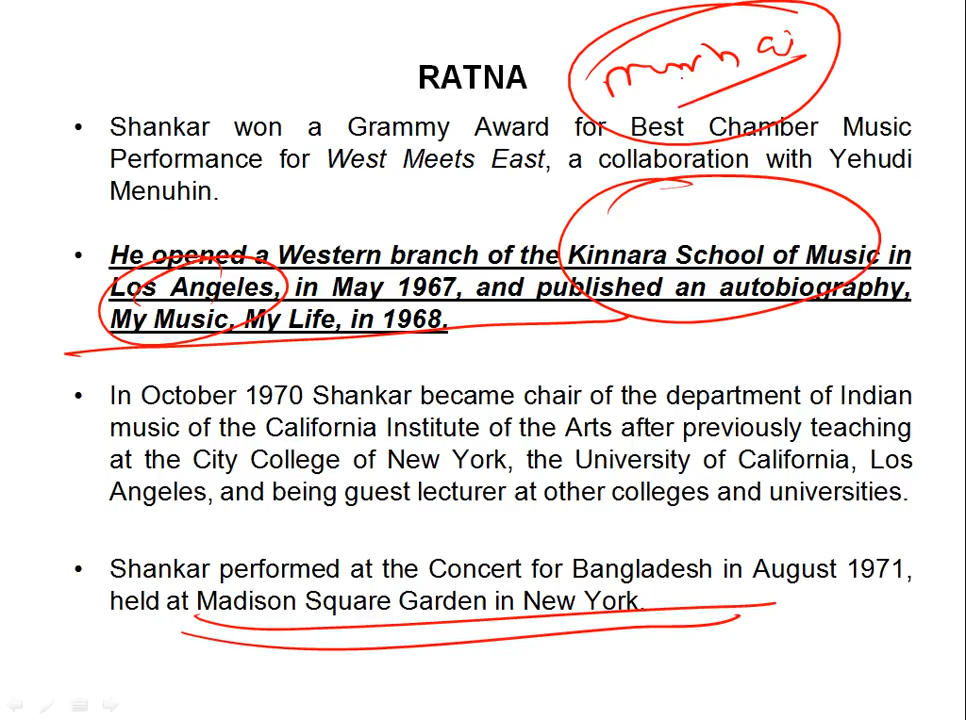 RATNA
• Shankar won a Grammy Award for Best Chamber Music
Performance for West Meets East, a collaboration with Yehudi
Menuhin.
• He opened a Western branch of the Kinnara School of Music in
Los Angeles, in May 1967, and published an autobiography,
My Music, My Life, in 1968.
• In October 1970 Shankar became chair of the department of Indian
music of the California Institute of the Arts after previously teaching
at the City College of New York, the University of California, Los
Angeles, and being guest lecturer at other colleges and universities.
• Shankar performed at the Concert for Bangladesh in August 1971,
held at Madison Square Garden in New York.